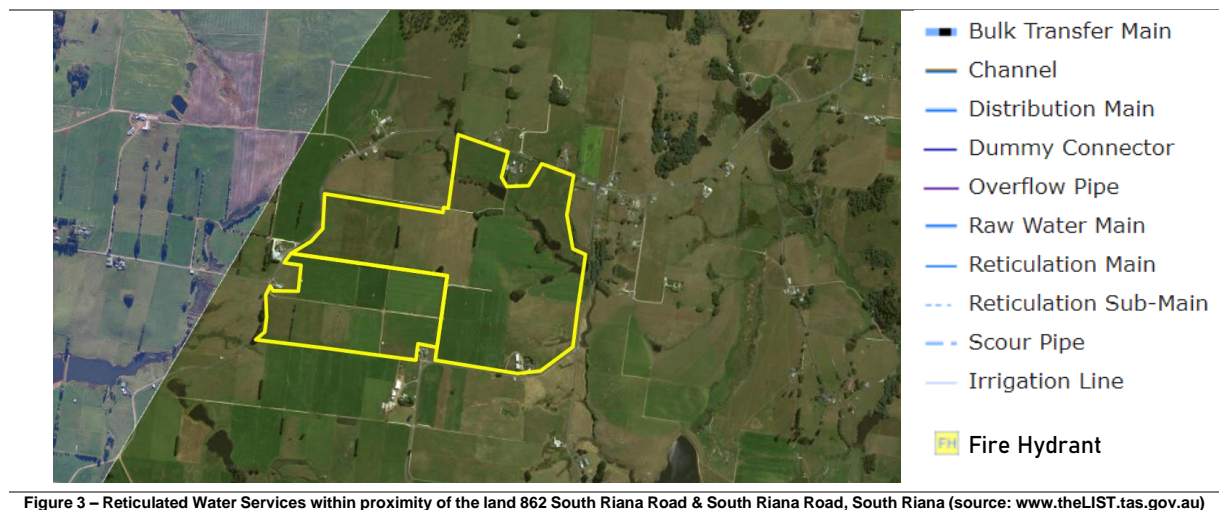 Bulk Transfer Main
Channel
Distribution Main
Dummy Connector
Overflow Pipe
Raw Water Main
Reticulation Main
Reticulation Sub-Main
Scour Pipe
Irrigation Line
FH Fire Hydrant
Figure 3 – Reticulated Water Services within proximity of the land 862 South Riana Road & South Riana Road, South Riana (source: www.theLIST.tas.gov.au)